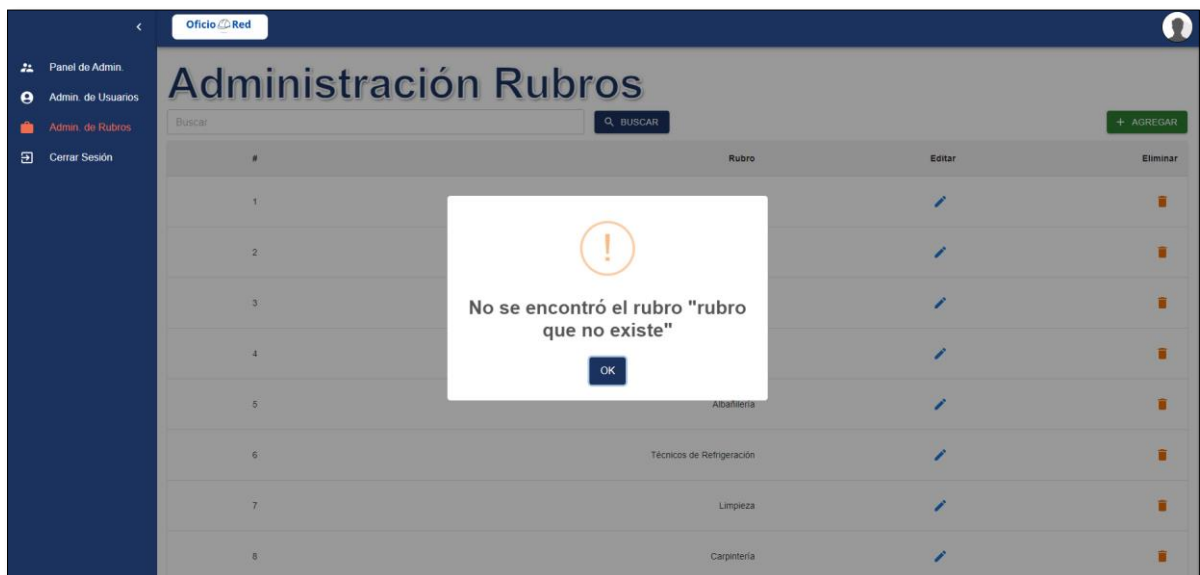 Oficio Red
Panel de Admin.
Admin. de Usuarios
Admin. de Rubros
Cerrar Sesión
Administración Rubros
Buscar
BUSCAR
+ AGREGAR
# Rubro Editar Eliminar
1
2
3
4
!
No se encontró el rubro "rubro
que no existe"
OK
5 Albañilería
6 Técnicos de Refrigeración
7 Limpieza
8 Carpintería